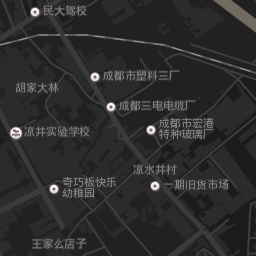 民大驾校
成都市塑料三厂
胡家大林
成都三电电缆厂
成都市宏港
特种玻璃厂
凉井实验学校
凉水井村
奇巧板快乐
幼稚园
一期旧货市场
王家么店子